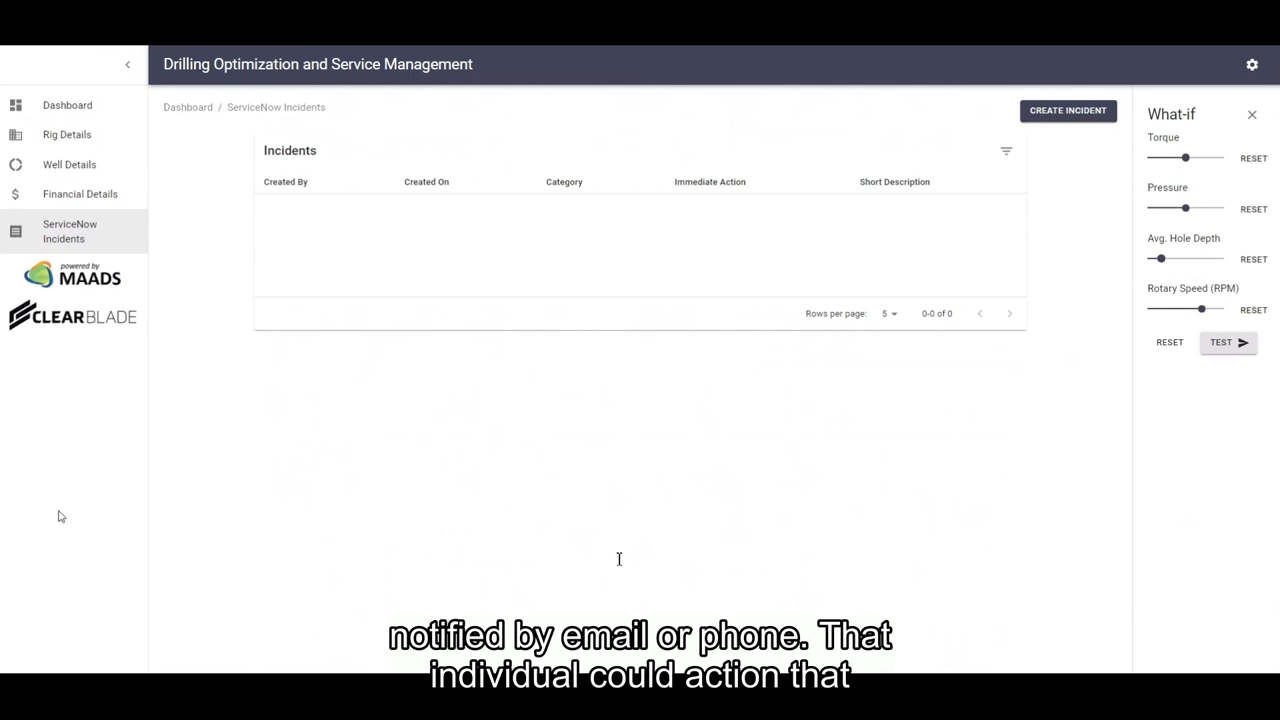 Drilling Optimization and Service Management
Dashboard
Rig Details
Well Details
Financial Details
ServiceNow
Incidents
powered by
MAADS
CLEARBLADE
Dashboard / ServiceNow Incidents
CREATE INCIDENT
Incidents
Created By Created On Category Immediate Action Short Description
Rows per page: 5 0-0 of 0
What-if
Torque
RESET
Pressure
RESET
Avg. Hole Depth
RESET
Rotary Speed (RPM)
RESET
RESET TEST
notified by email or phone. That
individual could action that